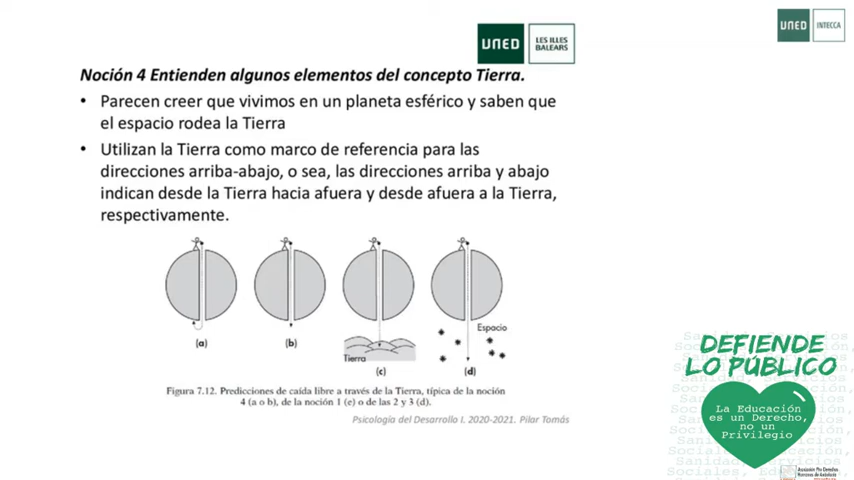 UNED
LES ILLES
BALEARS
UNED
INTECCA
Noción 4 Entienden algunos elementos del concepto Tierra.
• Parecen creer que vivimos en un planeta esférico y saben que
el espacio rodea la Tierra
• Utilizan la Tierra como marco de referencia para las
direcciones arriba-abajo, o sea, las direcciones arriba y abajo
indican desde la Tierra hacia afuera y desde afuera a la Tierra,
respectivamente.
Espacio
Tierra
(a)
(b)
(c)
(d)
Figura 7.12. Predicciones de caída libre a través de la Tierra, típica de la noción
4 (a o b), de la noción 1 (c) o de las 2 y 3 (d).
Psicología del Desarrollo I. 2020-2021. Pilar Tomás
DEFIENDE
LO PÚBLICO
La Educación
es un Derecho,
no un
Privilegio